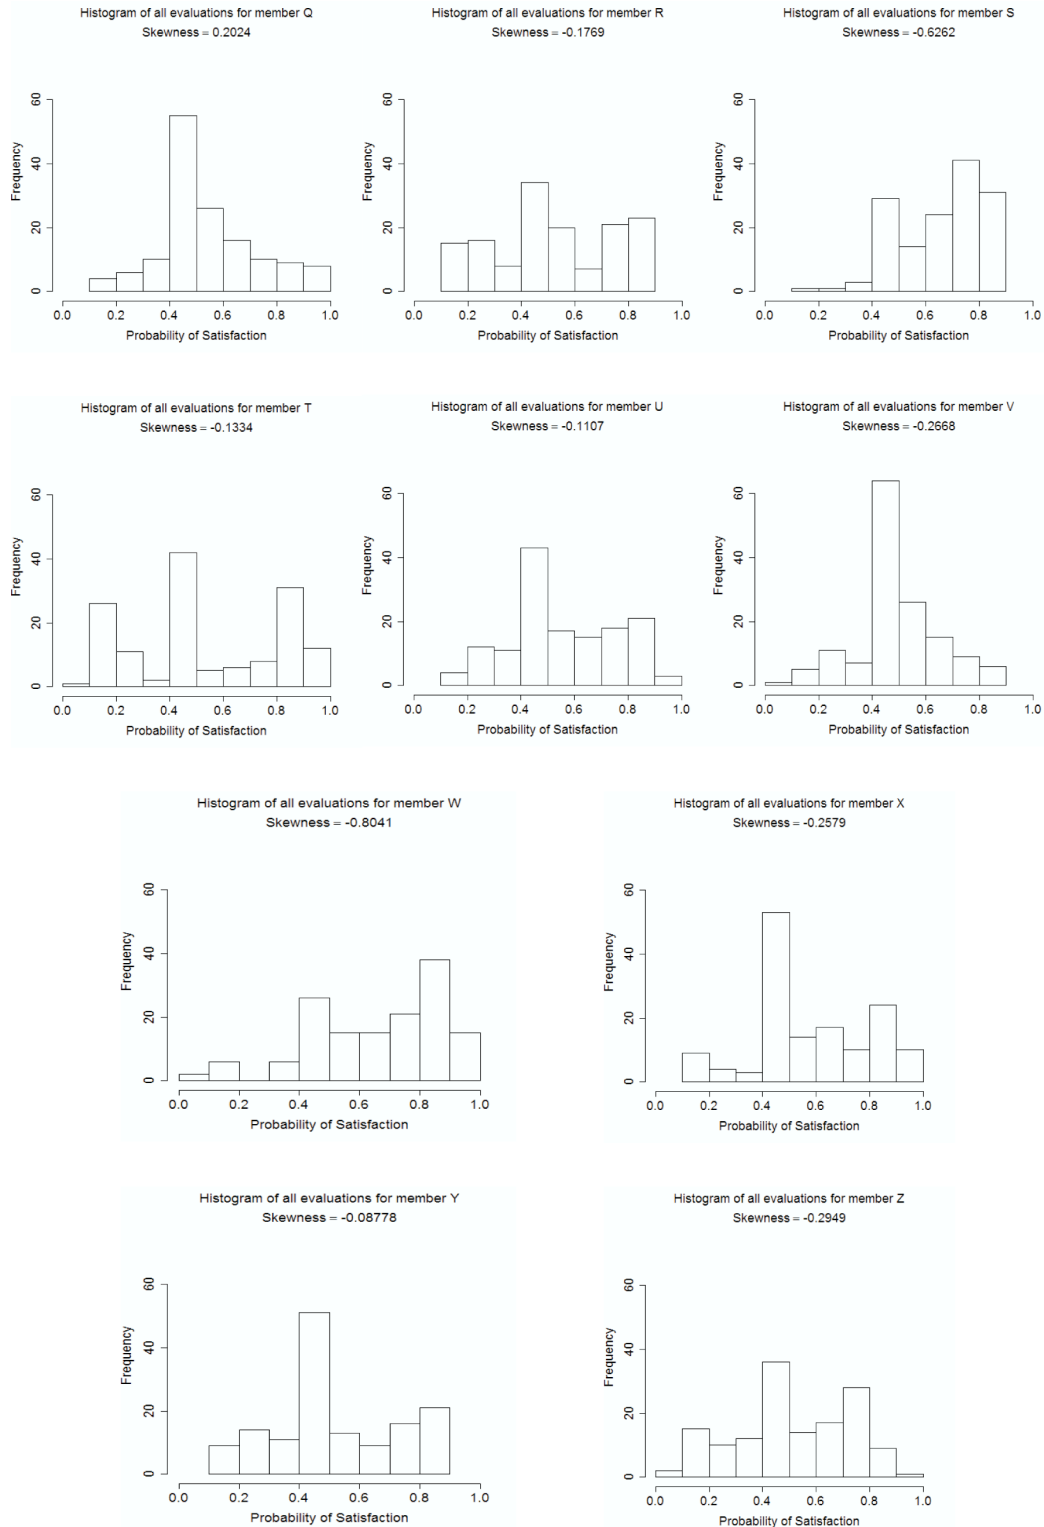 Histogram of all evaluations for member Q
Skewness = 0.2024
Frequency
60
40
20
0
0.0 0.2 0.4 0.6 0.8 1.0
Probability of Satisfaction
Histogram of all evaluations for member R
Skewness = -0.1769
Frequency
60
40
20
0
0.0 0.2 0.4 0.6 0.8 1.0
Probability of Satisfaction
Histogram of all evaluations for member S
Skewness = -0.6262
Frequency
60
40
20
0
0.0 0.2 0.4 0.6 0.8 1.0
Probability of Satisfaction
Histogram of all evaluations for member T
Skewness = -0.1334
Frequency
60
40
20
0
0.0 0.2 0.4 0.6 0.8 1.0
Probability of Satisfaction
Histogram of all evaluations for member U
Skewness = -0.1107
Frequency
60
40
20
0
0.0 0.2 0.4 0.6 0.8 1.0
Probability of Satisfaction
Histogram of all evaluations for member V
Skewness = -0.2668
Frequency
60
40
20
0
0.0 0.2 0.4 0.6 0.8 1.0
Probability of Satisfaction
Histogram of all evaluations for member W
Skewness = -0.8041
Frequency
60
40
20
0
0.0 0.2 0.4 0.6 0.8 1.0
Probability of Satisfaction
Histogram of all evaluations for member X
Skewness = -0.2579
Frequency
60
40
20
0
0.0 0.2 0.4 0.6 0.8 1.0
Probability of Satisfaction
Histogram of all evaluations for member Y
Skewness = -0.08778
Frequency
60
40
20
0
0.0 0.2 0.4 0.6 0.8 1.0
Probability of Satisfaction
Histogram of all evaluations for member Z
Skewness = -0.2949
Frequency
60
40
20
0
0.0 0.2 0.4 0.6 0.8 1.0
Probability of Satisfaction